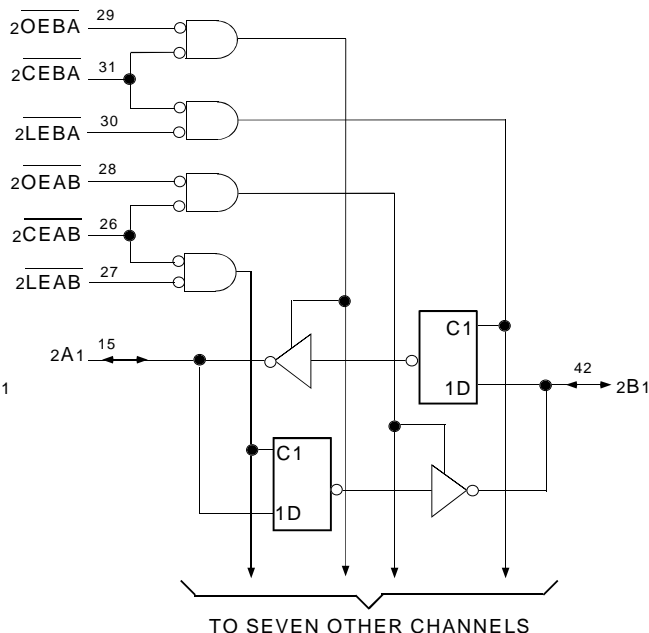 2OEBA 29
2CEBA 31
2LEBA 30
2OEAB 28
2CEAB 26
2LEAB 27
C1
2A1 15
1D
42 2B1
1
C1
1D
TO SEVEN OTHER CHANNELS